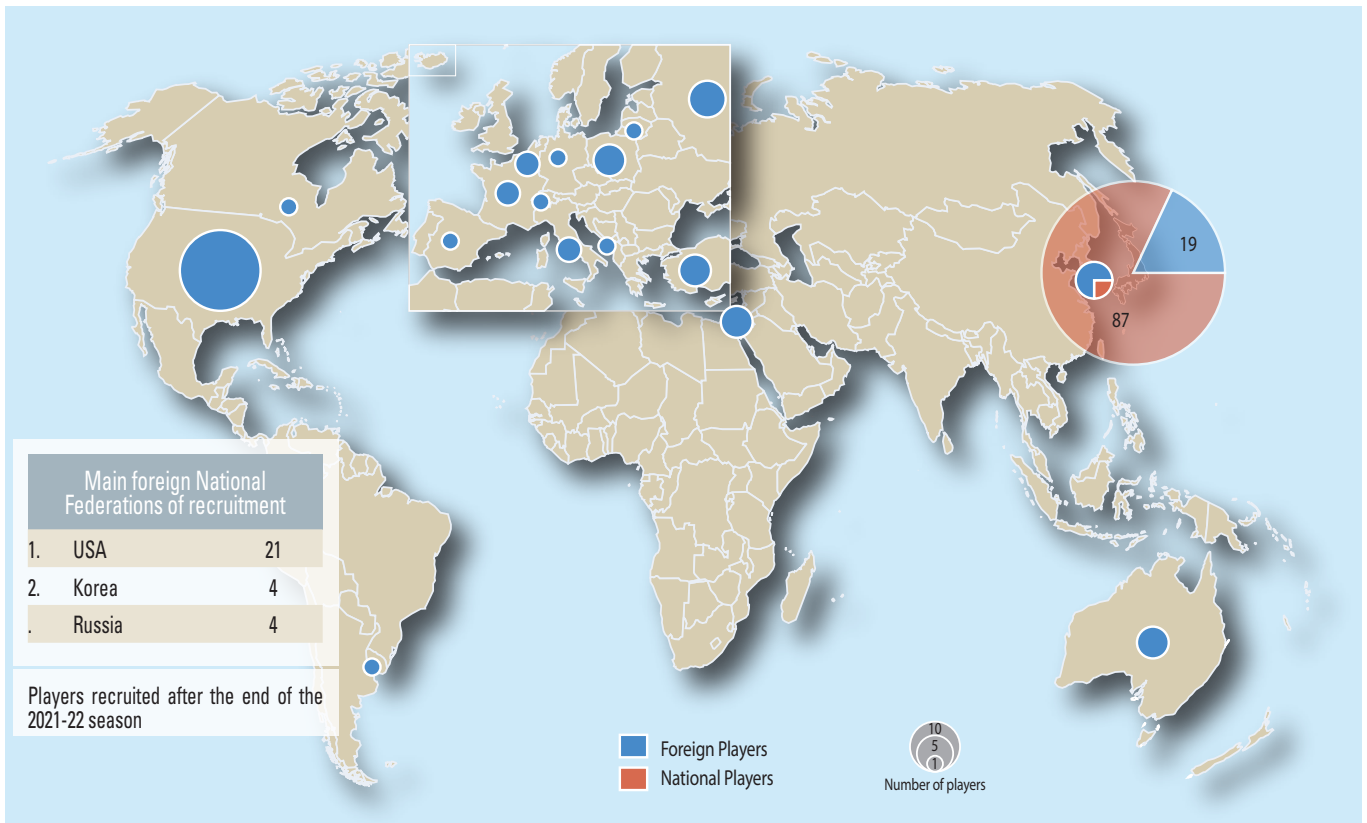 19
87
Main foreign National
Federations of recruitment
1. USA 21
2. Korea 4
. Russia 4
Players recruited after the end of the
2021-22 season
Foreign Players
National Players
10
5
1
Number of players